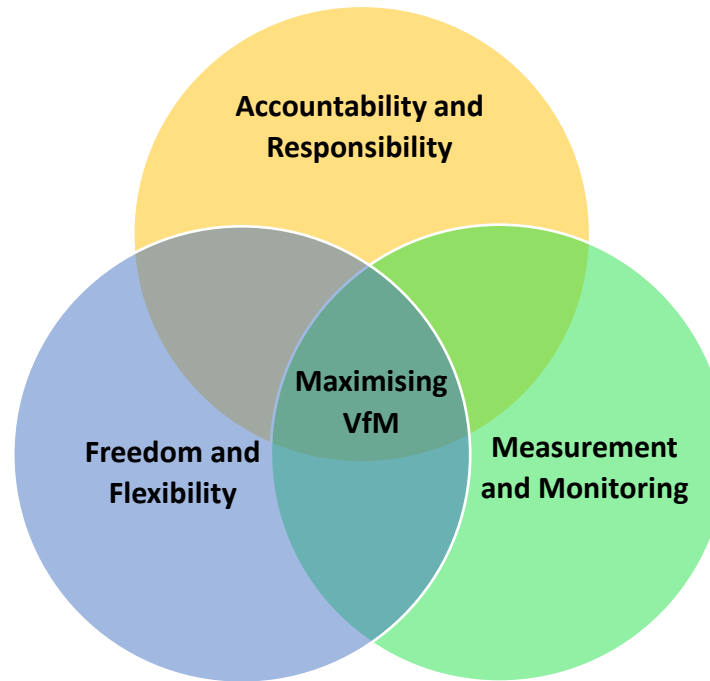 Accountability and
Responsibility
Maximising
VfM
Freedom and
Flexibility
Measurement
and Monitoring